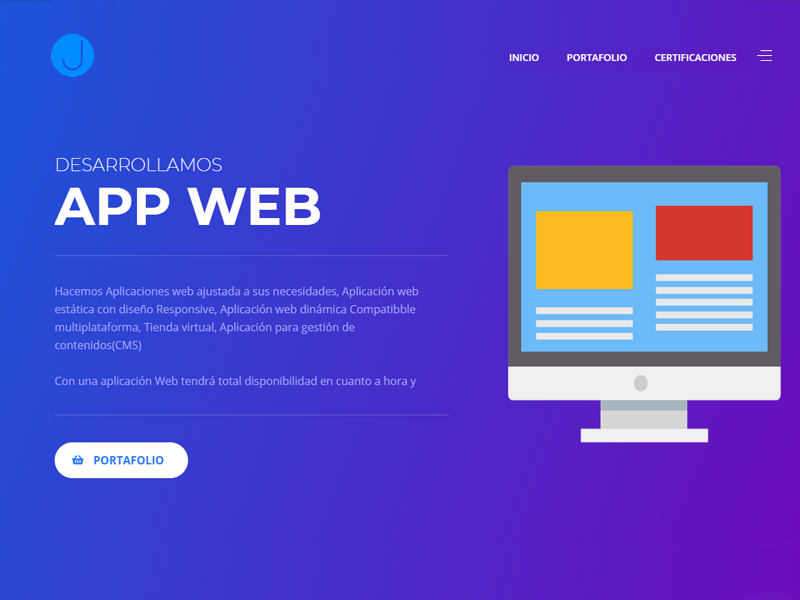 J
INICIO PORTAFOLIO CERTIFICACIONES
DESARROLLAMOS
APP WEB
Hacemos Aplicaciones web ajustada a sus necesidades, Aplicación web
estática con diseño Responsive, Aplicación web dinámica Compatibble
multiplataforma, Tienda virtual, Aplicación para gestión de
contenidos(CMS)
Con una aplicación Web tendrá total disponibilidad en cuanto a hora y
PORTAFOLIO